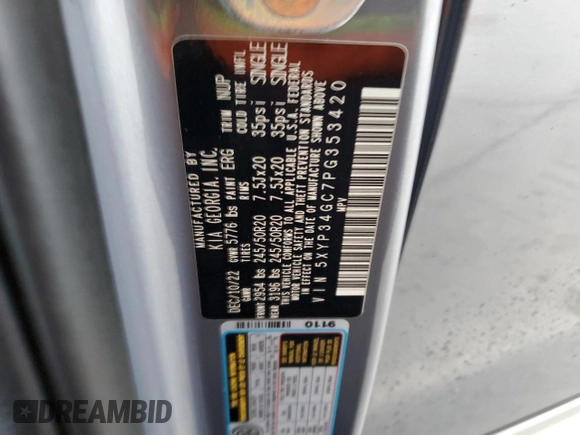 MANUFACTURED BY
KIA GEORGIA, INC.
DEC/10/22 GVWR 5776 lbs PAINT ERG TRIM NUP
GAWR TIRES RIMS COLD TIRE INFL
FRONT 2954 lbs 245/50R20 7.5Jx20 35psi SINGLE
REAR 3196 lbs 245/50R20 7.5Jx20 35psi SINGLE
THIS VEHICLE CONFORMS TO ALL APPLICABLE U.S.A. FEDERAL
MOTOR VEHICLE SAFETY AND THEFT PREVENTION STANDARDS
IN EFFECT ON THE DATE OF MANUFACTURE SHOWN ABOVE
VIN 5XYP34GC7PG353420
MPV
9110
DREAMBID